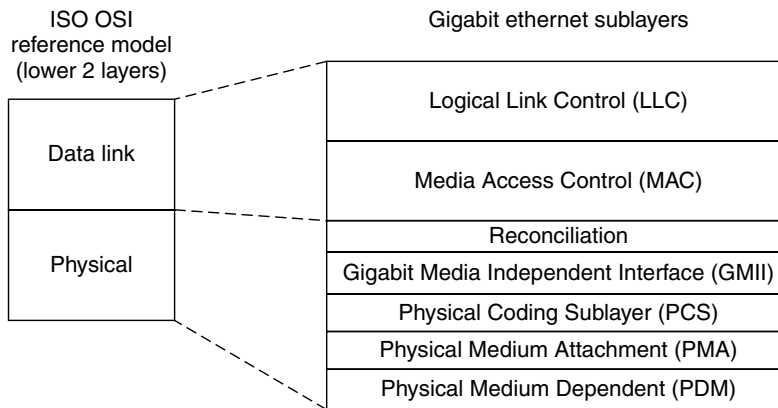 ISO OSI
reference model
(lower 2 layers)
Data link
Physical
Gigabit ethernet sublayers
Logical Link Control (LLC)
Media Access Control (MAC)
Reconciliation
Gigabit Media Independent Interface (GMII)
Physical Coding Sublayer (PCS)
Physical Medium Attachment (PMA)
Physical Medium Dependent (PDM)